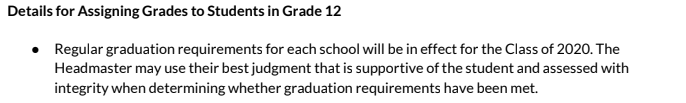 Details for Assigning Grades to Students in Grade 12
● Regular graduation requirements for each school will be in effect for the Class of 2020. The
Headmaster may use their best judgment that is supportive of the student and assessed with
integrity when determining whether graduation requirements have been met.